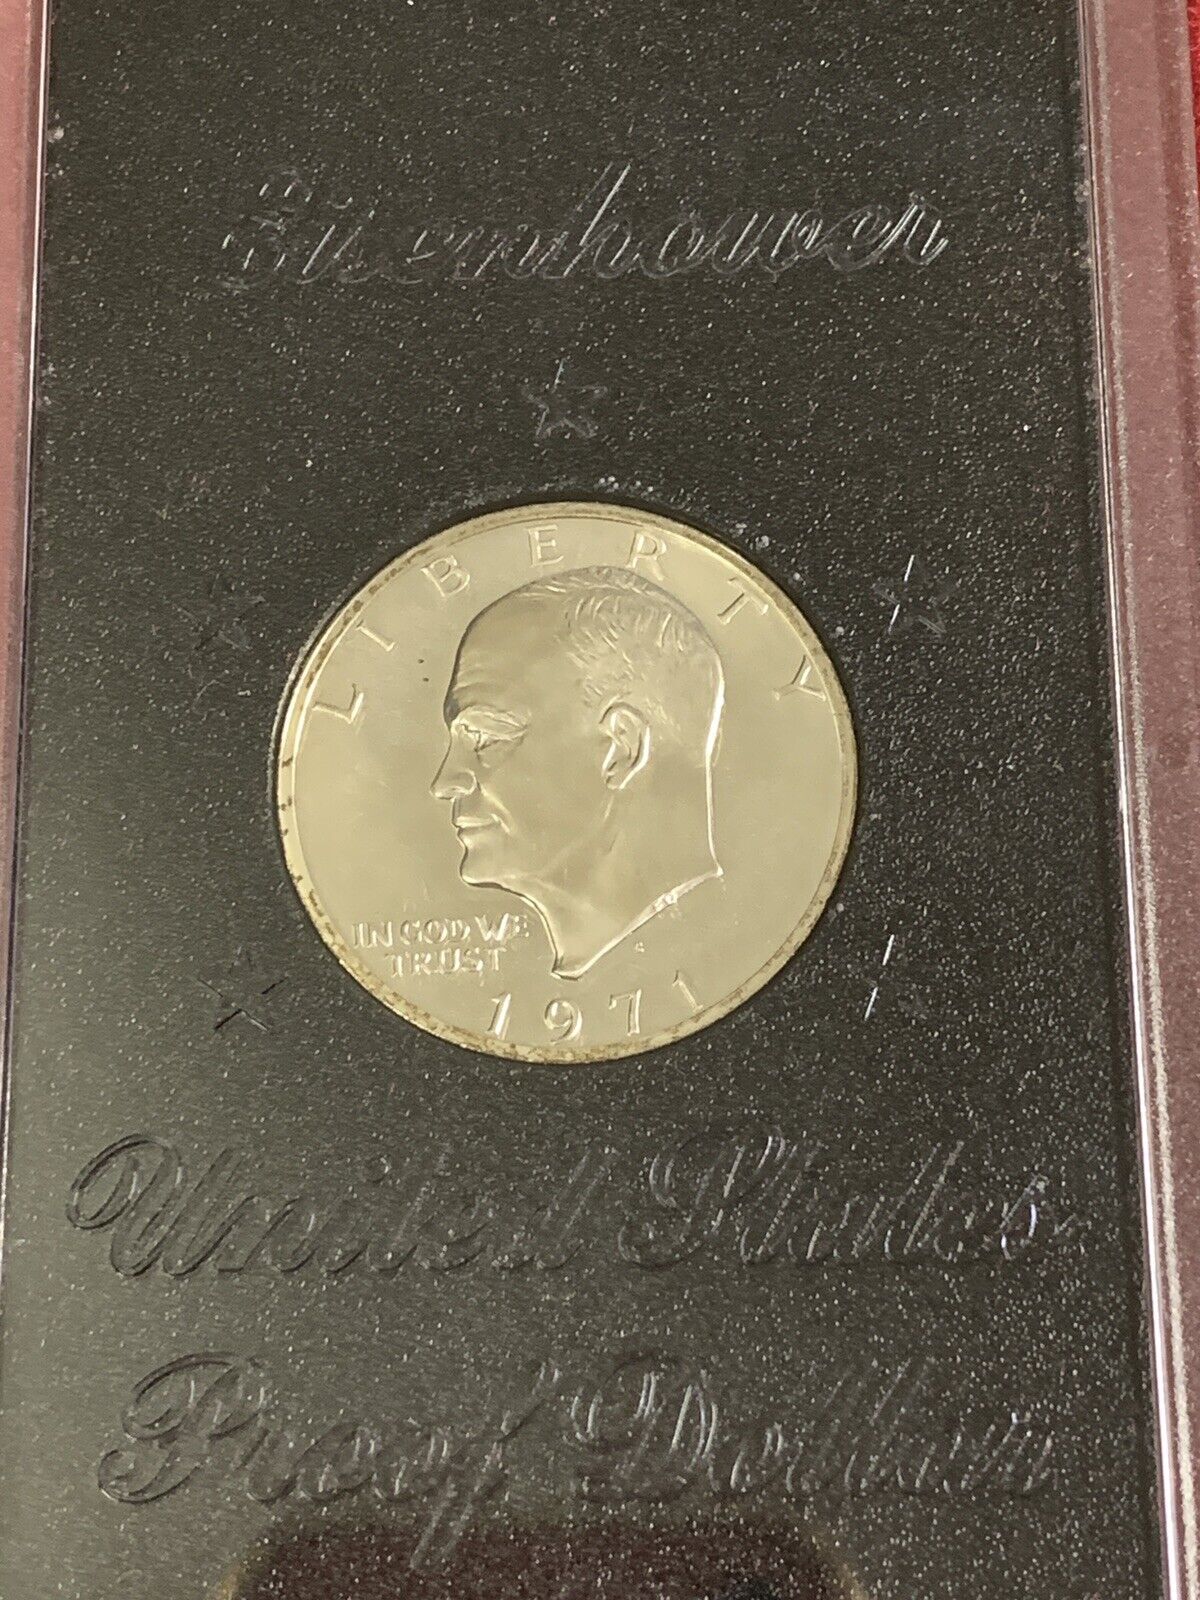 Eisenhower
LIBERTY
IN GOD WE
TRUST
1971
United States
Proof Dollar